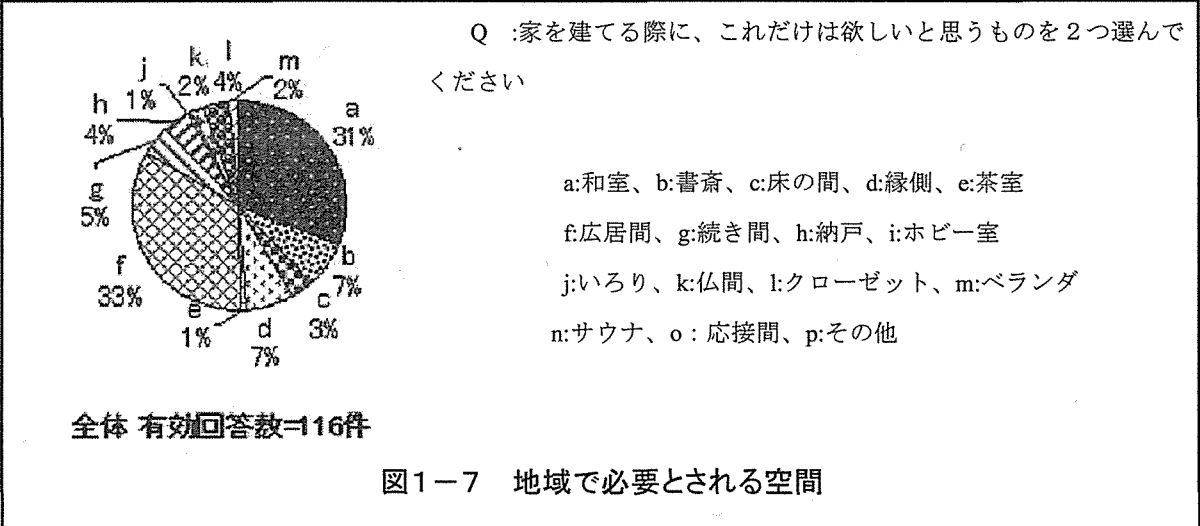 Q :家を建てる際に、これだけは欲しいと思うものを２つ選んで
ください
a
31%
b
7%
c
3%
d
7%
e
1%
f
33%
g
5%
h
4%
j
1%
k
2%
l
4%
m
2%
a:和室、b:書斎、c:床の間、d:縁側、e:茶室
f:広居間、g:続き間、h:納戸、i:ホビー室
j:いろり、k:仏間、l:クローゼット、m:ベランダ
n:サウナ、o：応接間、p:その他
全体 有効回答数=116件
図１－７ 地域で必要とされる空間